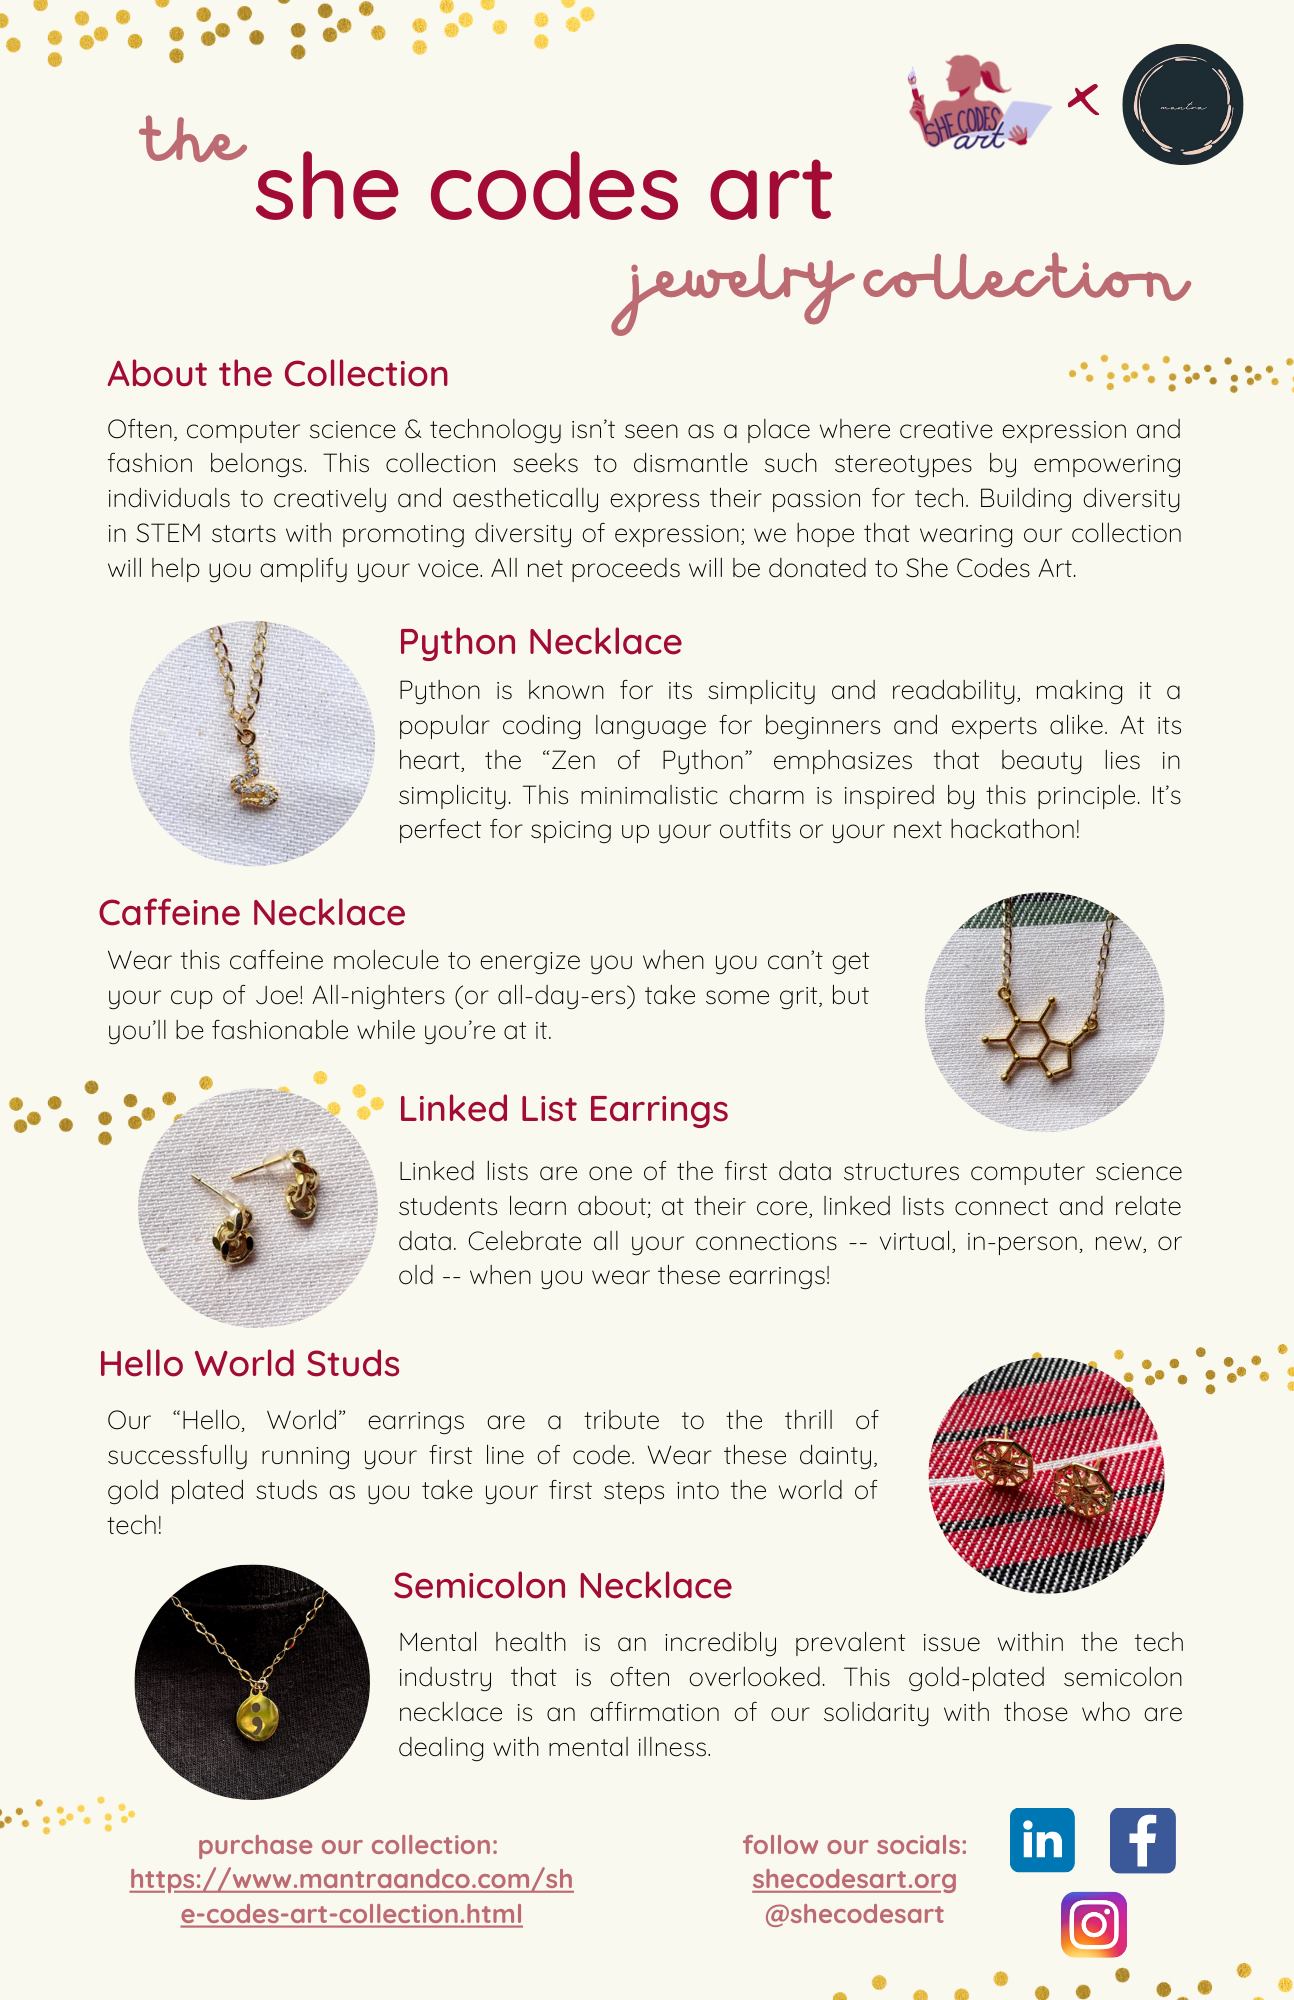 the
she codes art
jewelry collection
SHE CODES
art
x
mantra
About the Collection
Often, computer science & technology isn’t seen as a place where creative expression and
fashion belongs. This collection seeks to dismantle such stereotypes by empowering
individuals to creatively and aesthetically express their passion for tech. Building diversity
in STEM starts with promoting diversity of expression; we hope that wearing our collection
will help you amplify your voice. All net proceeds will be donated to She Codes Art.
Python Necklace
Python is known for its simplicity and readability, making it a
popular coding language for beginners and experts alike. At its
heart, the “Zen of Python” emphasizes that beauty lies in
simplicity. This minimalistic charm is inspired by this principle. It’s
perfect for spicing up your outfits or your next hackathon!
Caffeine Necklace
Wear this caffeine molecule to energize you when you can’t get
your cup of Joe! All-nighters (or all-day-ers) take some grit, but
you’ll be fashionable while you’re at it.
Linked List Earrings
Linked lists are one of the first data structures computer science
students learn about; at their core, linked lists connect and relate
data. Celebrate all your connections -- virtual, in-person, new, or
old -- when you wear these earrings!
Hello World Studs
Our “Hello, World” earrings are a tribute to the thrill of
successfully running your first line of code. Wear these dainty,
gold plated studs as you take your first steps into the world of
tech!
Semicolon Necklace
Mental health is an incredibly prevalent issue within the tech
industry that is often overlooked. This gold-plated semicolon
necklace is an affirmation of our solidarity with those who are
dealing with mental illness.
;
purchase our collection:
https://www.mantraandco.com/sh
e-codes-art-collection.html
follow our socials:
shecodesart.org
@shecodesart
in
f